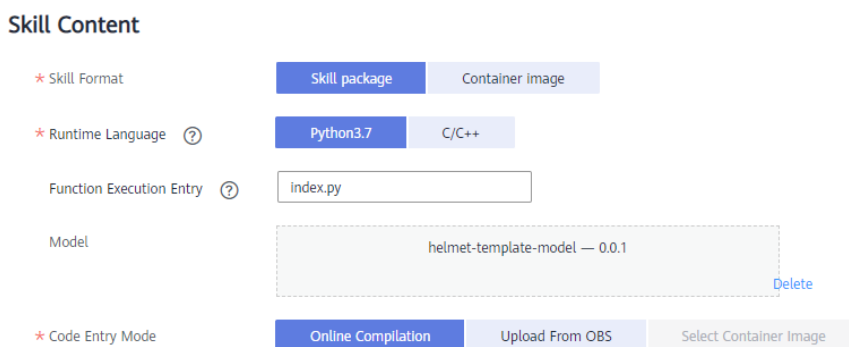 Skill Content
* Skill Format Skill package Container image
* Runtime Language ? Python3.7 C/C++
Function Execution Entry ? index.py
Model helmet-template-model — 0.0.1
Delete
* Code Entry Mode Online Compilation Upload From OBS Select Container Image